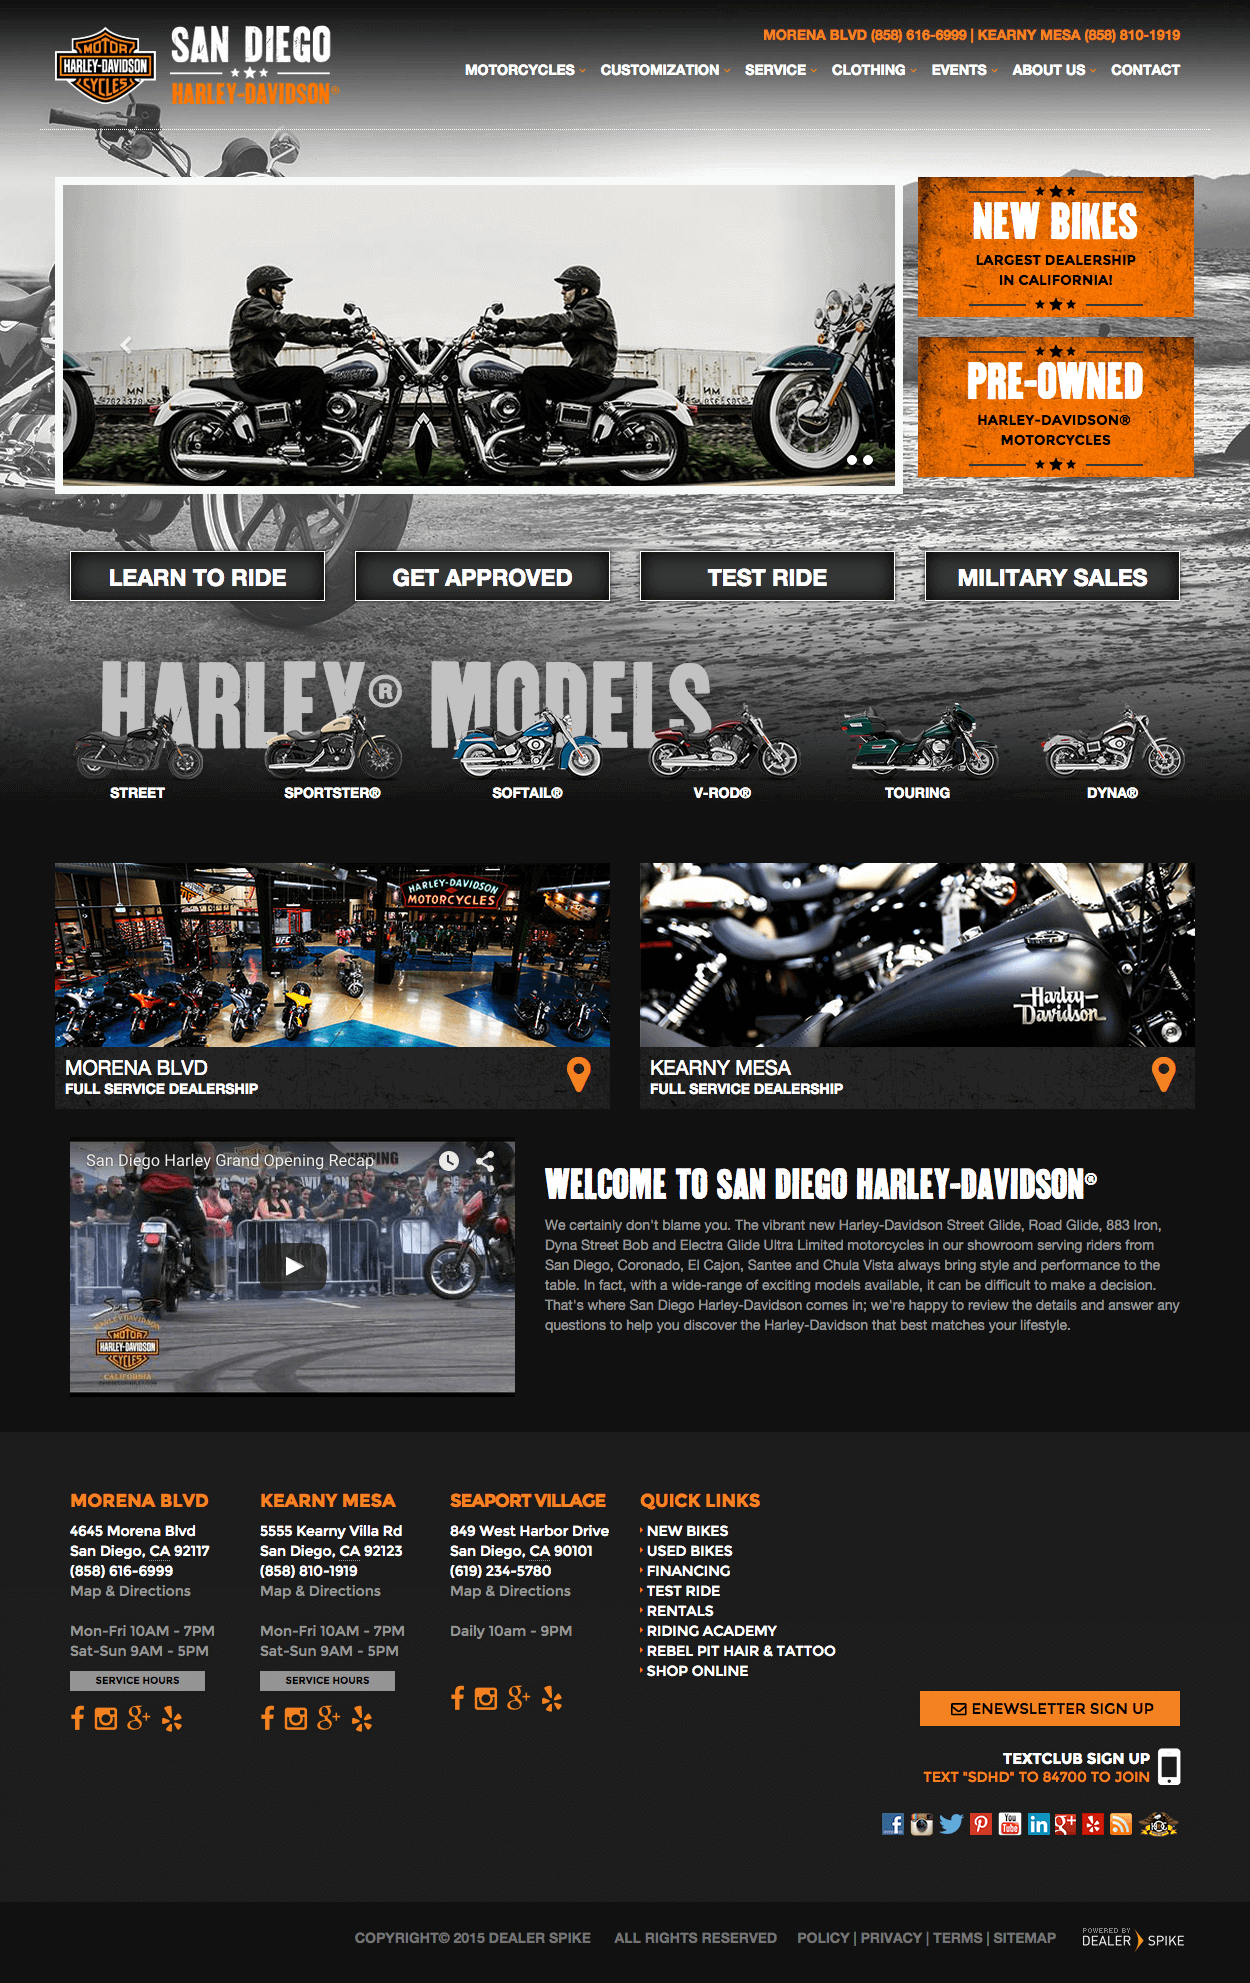 MOTOR
HARLEY-DAVIDSON
CYCLES
SAN DIEGO
HARLEY-DAVIDSON®
MORENA BLVD (858) 616-6999 | KEARNY MESA (858) 810-1919
MOTORCYCLES CUSTOMIZATION SERVICE CLOTHING EVENTS ABOUT US CONTACT
NEW BIKES
LARGEST DEALERSHIP
IN CALIFORNIA!
PRE-OWNED
HARLEY-DAVIDSON®
MOTORCYCLES
LEARN TO RIDE GET APPROVED TEST RIDE MILITARY SALES
HARLEY® MODELS
STREET SPORTSTER® SOFTAIL® V-ROD® TOURING DYNA®
HARLEY-DAVIDSON
MOTORCYCLES
UFC
Harley-
Davidson
MORENA BLVD
FULL SERVICE DEALERSHIP
KEARNY MESA
FULL SERVICE DEALERSHIP
San Diego Harley Grand Opening Recap
MOTOR
HARLEY-DAVIDSON
CYCLES
CALIFORNIA
WELCOME TO SAN DIEGO HARLEY-DAVIDSON®
We certainly don't blame you. The vibrant new Harley-Davidson Street Glide, Road Glide, 883 Iron,
Dyna Street Bob and Electra Glide Ultra Limited motorcycles in our showroom serving riders from
San Diego, Coronado, El Cajon, Santee and Chula Vista always bring style and performance to the
table. In fact, with a wide-range of exciting models available, it can be difficult to make a decision.
That's where San Diego Harley-Davidson comes in; we're happy to review the details and answer any
questions to help you discover the Harley-Davidson that best matches your lifestyle.
MORENA BLVD
4645 Morena Blvd
San Diego, CA 92117
(858) 616-6999
Map & Directions
Mon-Fri 10AM - 7PM
Sat-Sun 9AM - 5PM
SERVICE HOURS
KEARNY MESA
5555 Kearny Villa Rd
San Diego, CA 92123
(858) 810-1919
Map & Directions
Mon-Fri 10AM - 7PM
Sat-Sun 9AM - 5PM
SERVICE HOURS
SEAPORT VILLAGE
849 West Harbor Drive
San Diego, CA 90101
(619) 234-5780
Map & Directions
Daily 10am - 9PM
QUICK LINKS
NEW BIKES
USED BIKES
FINANCING
TEST RIDE
RENTALS
RIDING ACADEMY
REBEL PIT HAIR & TATTOO
SHOP ONLINE
ENEWSLETTER SIGN UP
TEXTCLUB SIGN UP
TEXT "SDHD" TO 84700 TO JOIN
You
Tube
COPYRIGHT© 2015 DEALER SPIKE ALL RIGHTS RESERVED POLICY | PRIVACY | TERMS | SITEMAP
POWERED BY
DEALER SPIKE